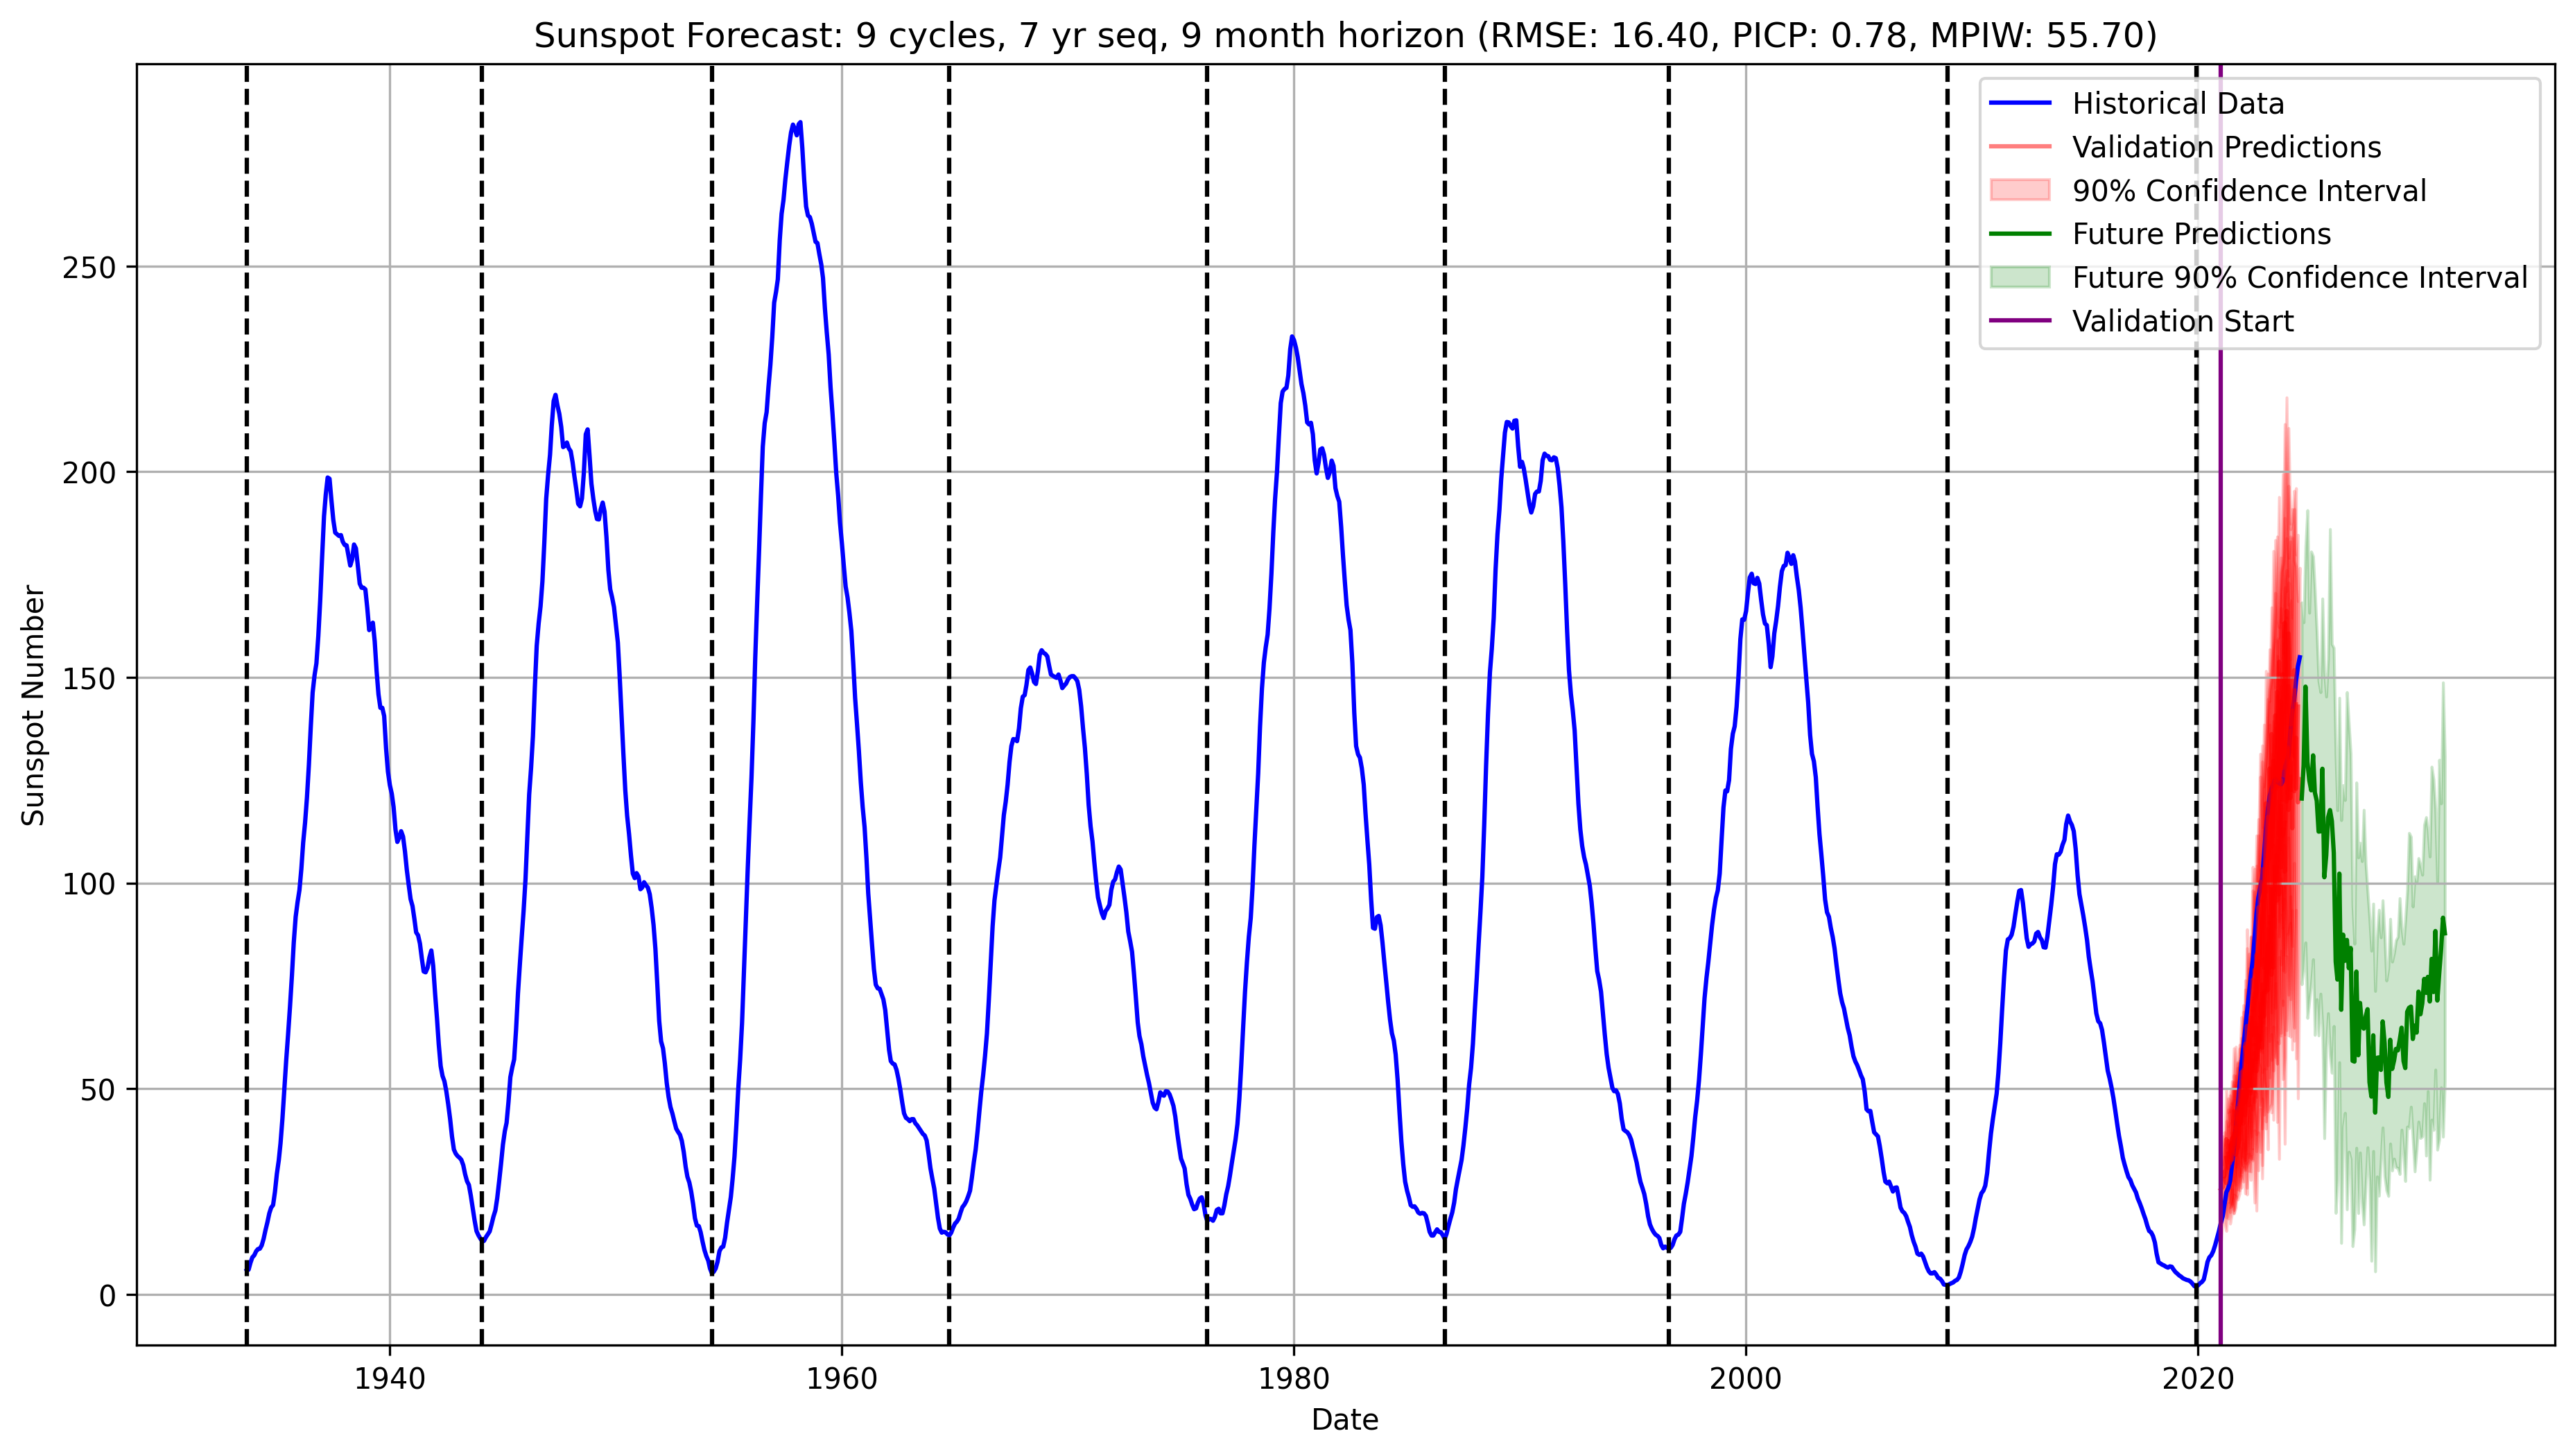 Sunspot Forecast: 9 cycles, 7 yr seq, 9 month horizon (RMSE: 16.40, PICP: 0.78, MPIW: 55.70)
Historical Data
Validation Predictions
90% Confidence Interval
Future Predictions
Future 90% Confidence Interval
Validation Start
Sunspot Number
250
200
150
100
50
0
1940
1960
1980
2000
2020
Date